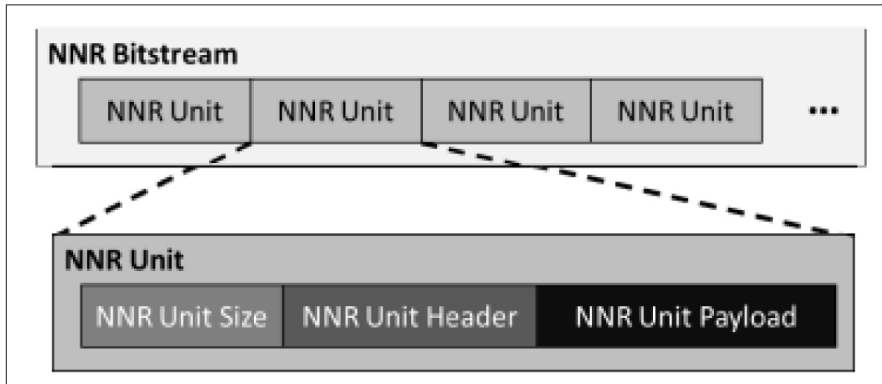 NNR Bitstream
NNR Unit NNR Unit NNR Unit NNR Unit ...
NNR Unit
NNR Unit Size NNR Unit Header NNR Unit Payload